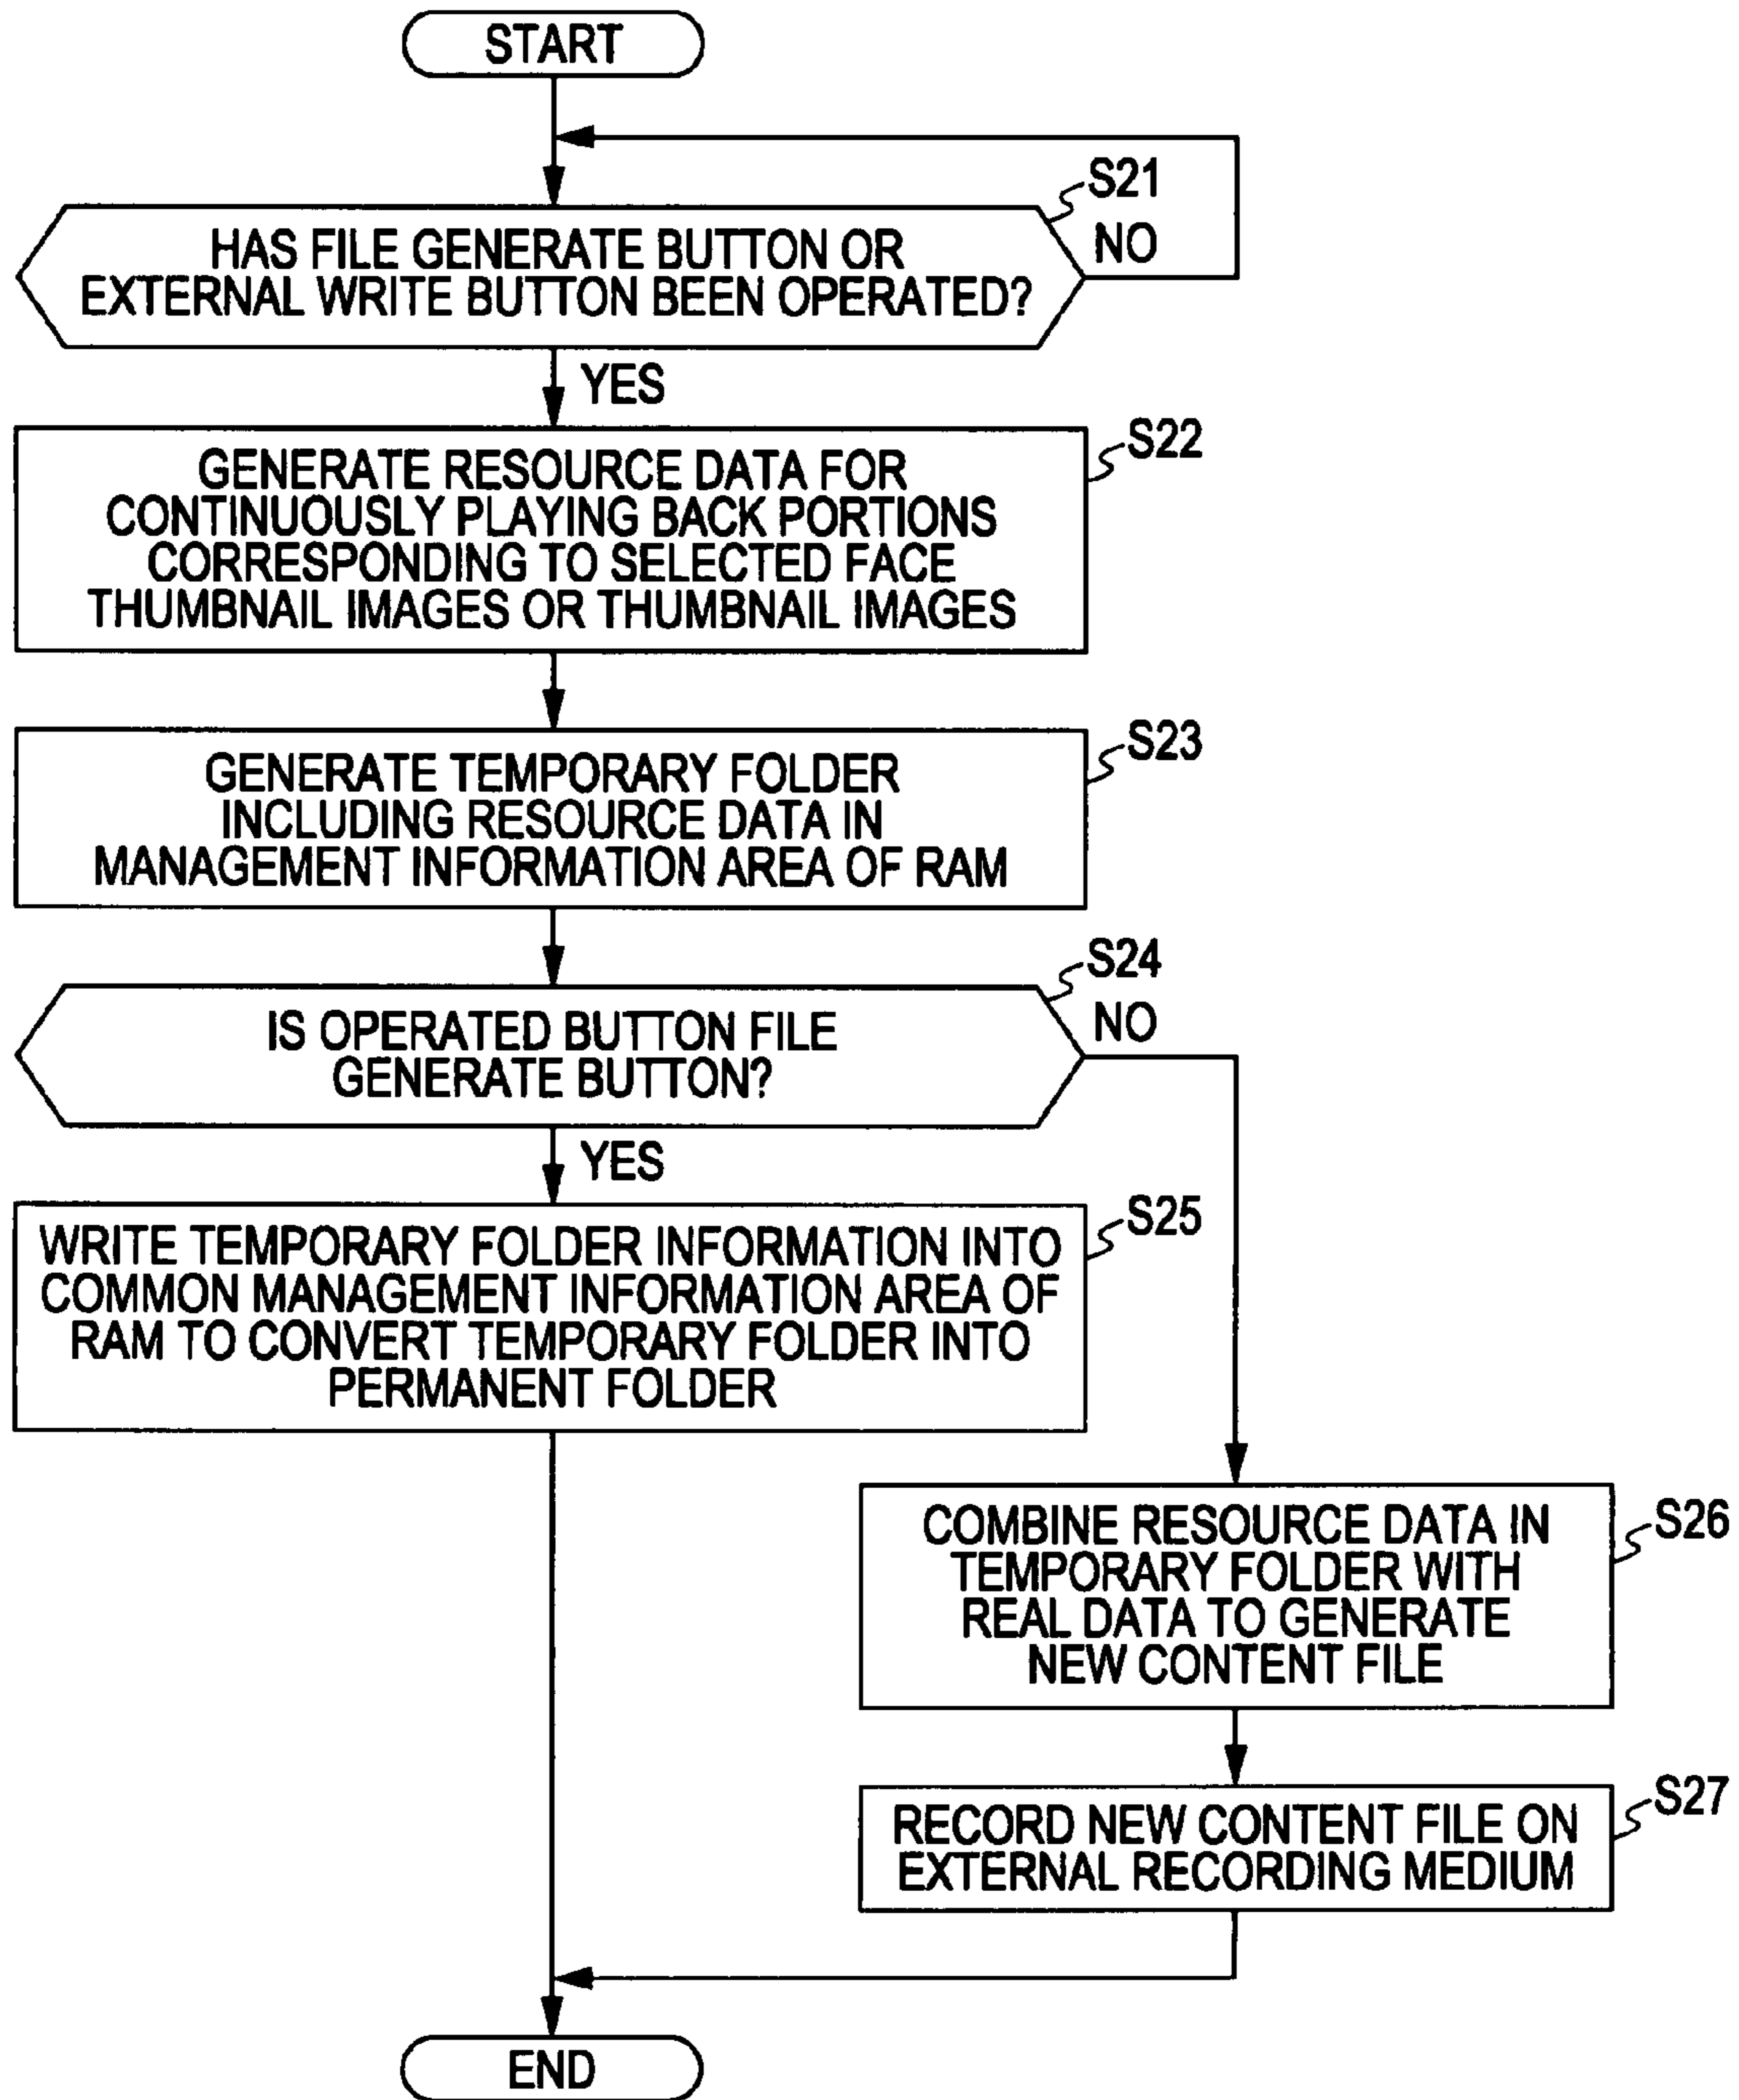 START
S21
HAS FILE GENERATE BUTTON OR
EXTERNAL WRITE BUTTON BEEN OPERATED?
NO
YES
S22
GENERATE RESOURCE DATA FOR
CONTINUOUSLY PLAYING BACK PORTIONS
CORRESPONDING TO SELECTED FACE
THUMBNAIL IMAGES OR THUMBNAIL IMAGES
S23
GENERATE TEMPORARY FOLDER
INCLUDING RESOURCE DATA IN
MANAGEMENT INFORMATION AREA OF RAM
S24
IS OPERATED BUTTON FILE
GENERATE BUTTON?
NO
YES
S25
WRITE TEMPORARY FOLDER INFORMATION INTO
COMMON MANAGEMENT INFORMATION AREA OF
RAM TO CONVERT TEMPORARY FOLDER INTO
PERMANENT FOLDER
S26
COMBINE RESOURCE DATA IN
TEMPORARY FOLDER WITH
REAL DATA TO GENERATE
NEW CONTENT FILE
S27
RECORD NEW CONTENT FILE ON
EXTERNAL RECORDING MEDIUM
END